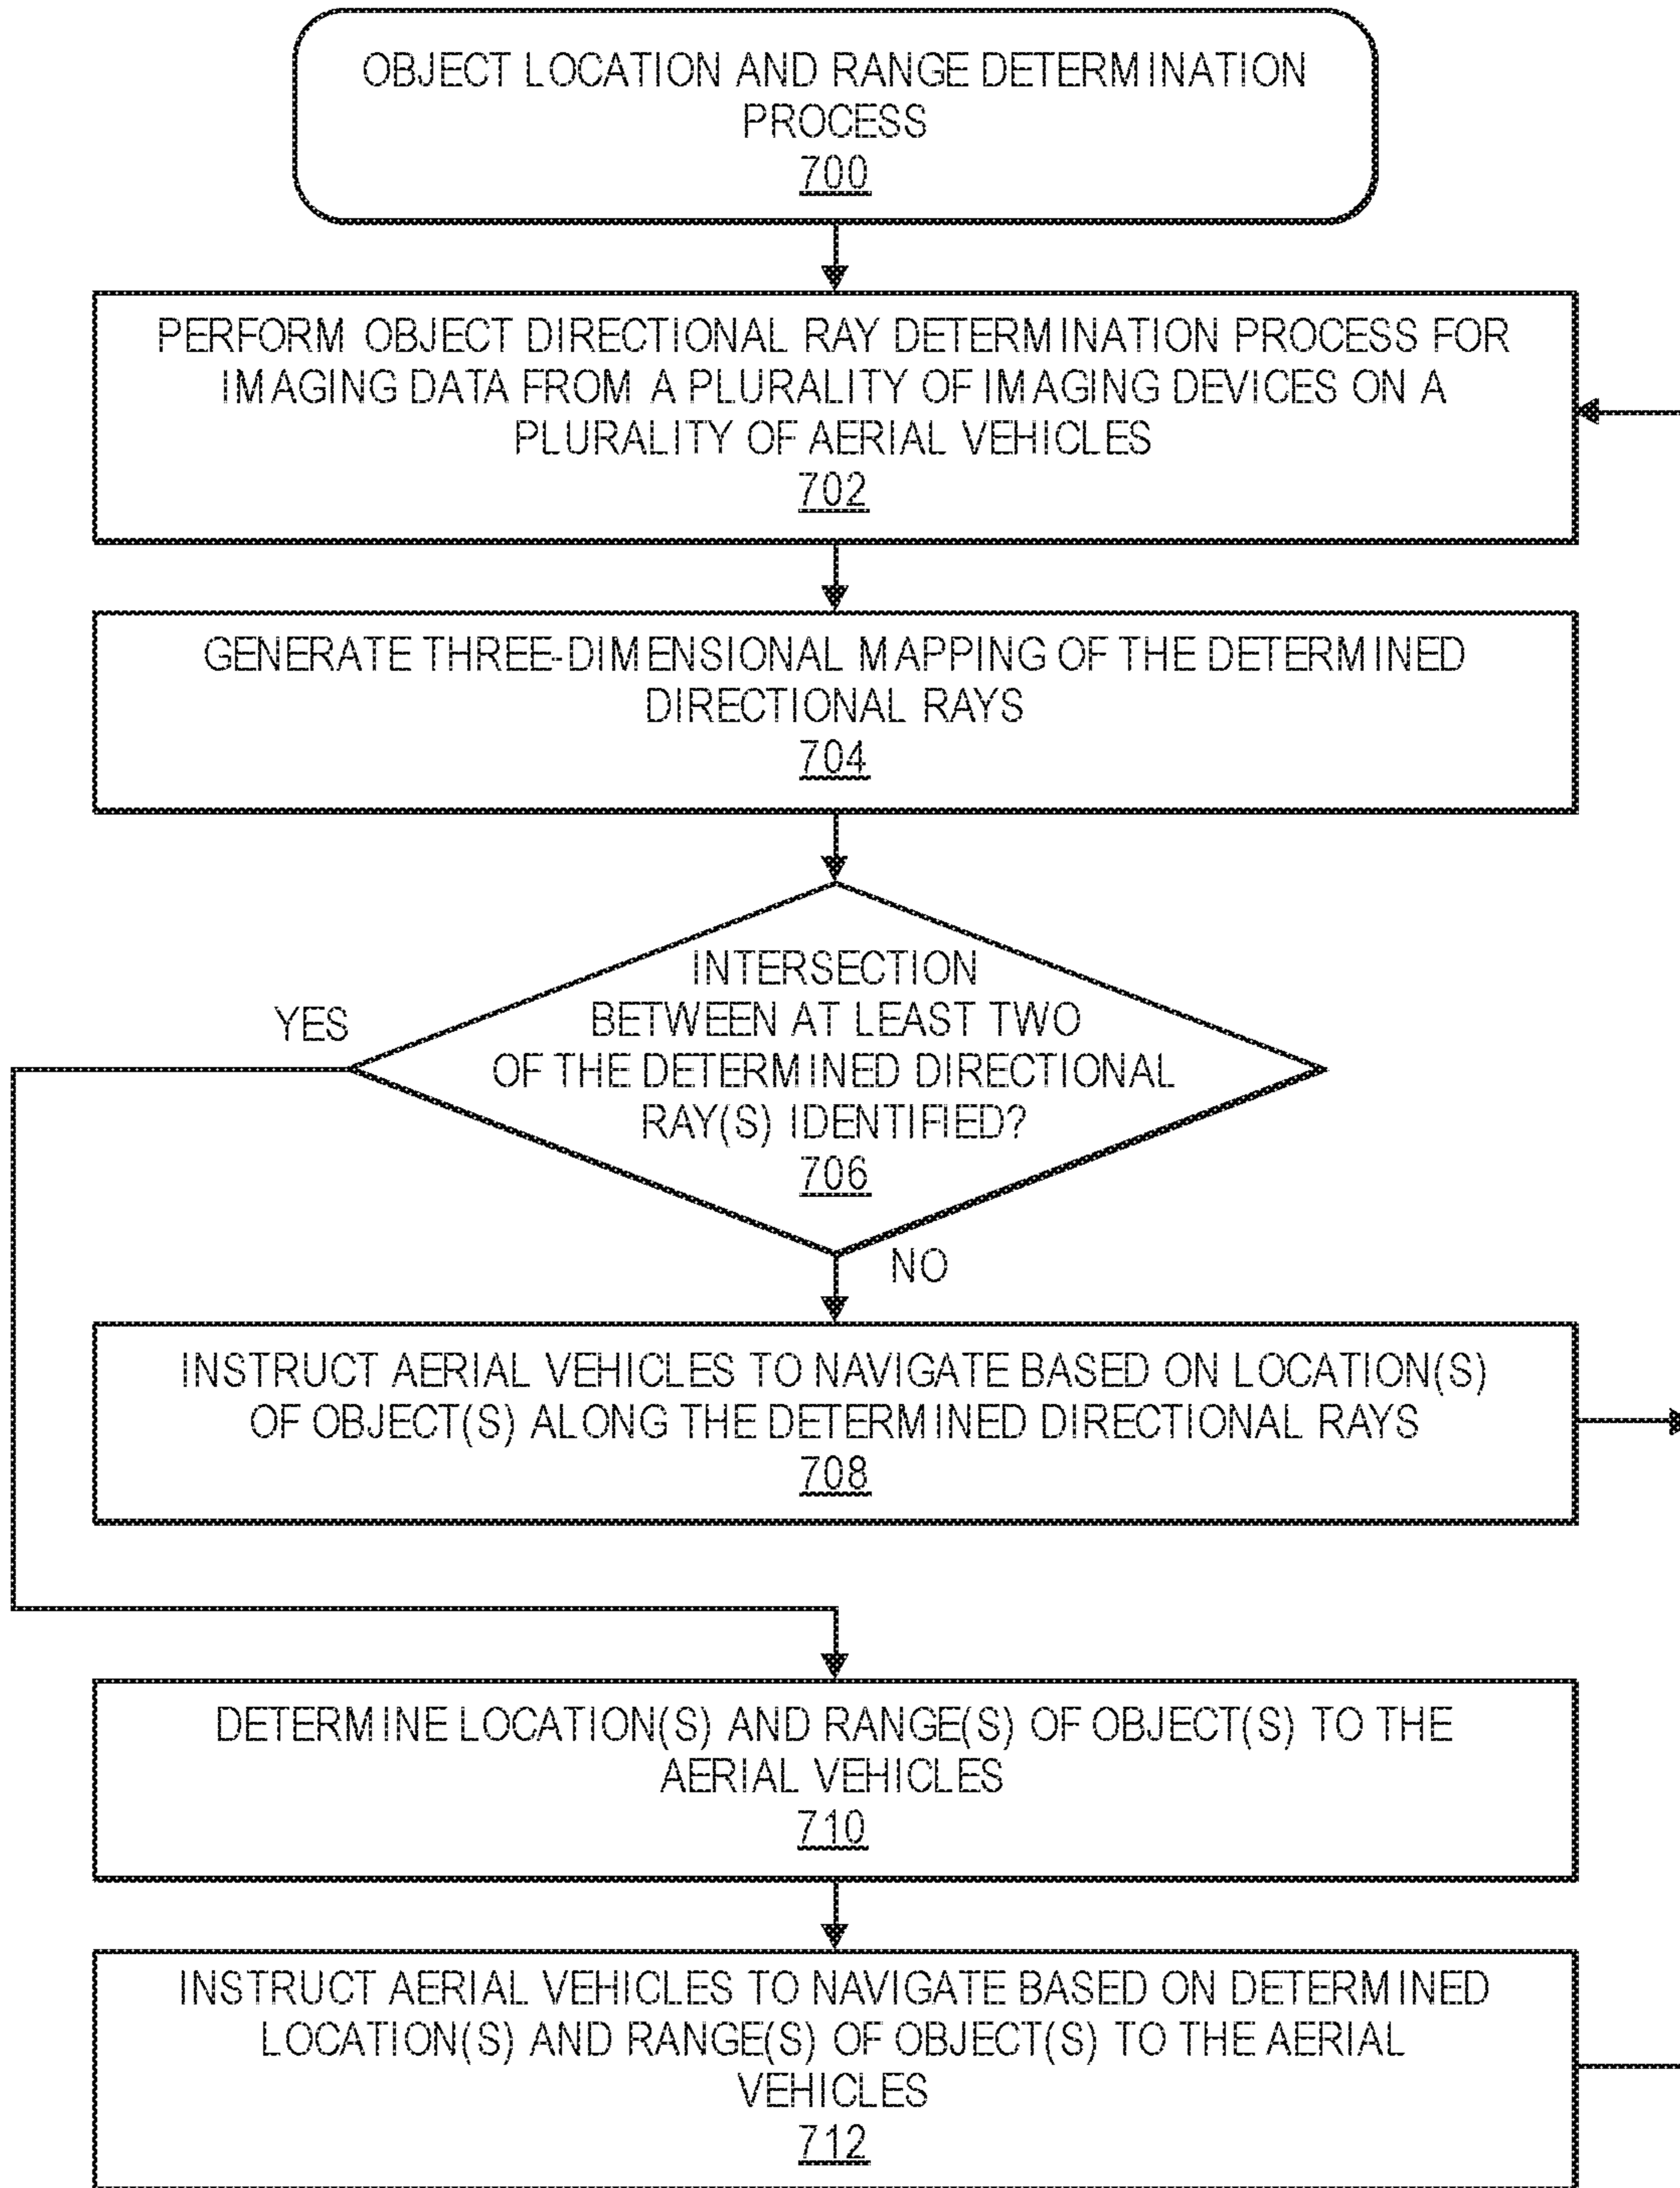 OBJECT LOCATION AND RANGE DETERMINATION
PROCESS
700
PERFORM OBJECT DIRECTIONAL RAY DETERMINATION PROCESS FOR
IMAGING DATA FROM A PLURALITY OF IMAGING DEVICES ON A
PLURALITY OF AERIAL VEHICLES
702
GENERATE THREE-DIMENSIONAL MAPPING OF THE DETERMINED
DIRECTIONAL RAYS
704
INTERSECTION
BETWEEN AT LEAST TWO
OF THE DETERMINED DIRECTIONAL
RAY(S) IDENTIFIED?
706
YES
NO
INSTRUCT AERIAL VEHICLES TO NAVIGATE BASED ON LOCATION(S)
OF OBJECT(S) ALONG THE DETERMINED DIRECTIONAL RAYS
708
DETERMINE LOCATION(S) AND RANGE(S) OF OBJECT(S) TO THE
AERIAL VEHICLES
710
INSTRUCT AERIAL VEHICLES TO NAVIGATE BASED ON DETERMINED
LOCATION(S) AND RANGE(S) OF OBJECT(S) TO THE AERIAL
VEHICLES
712